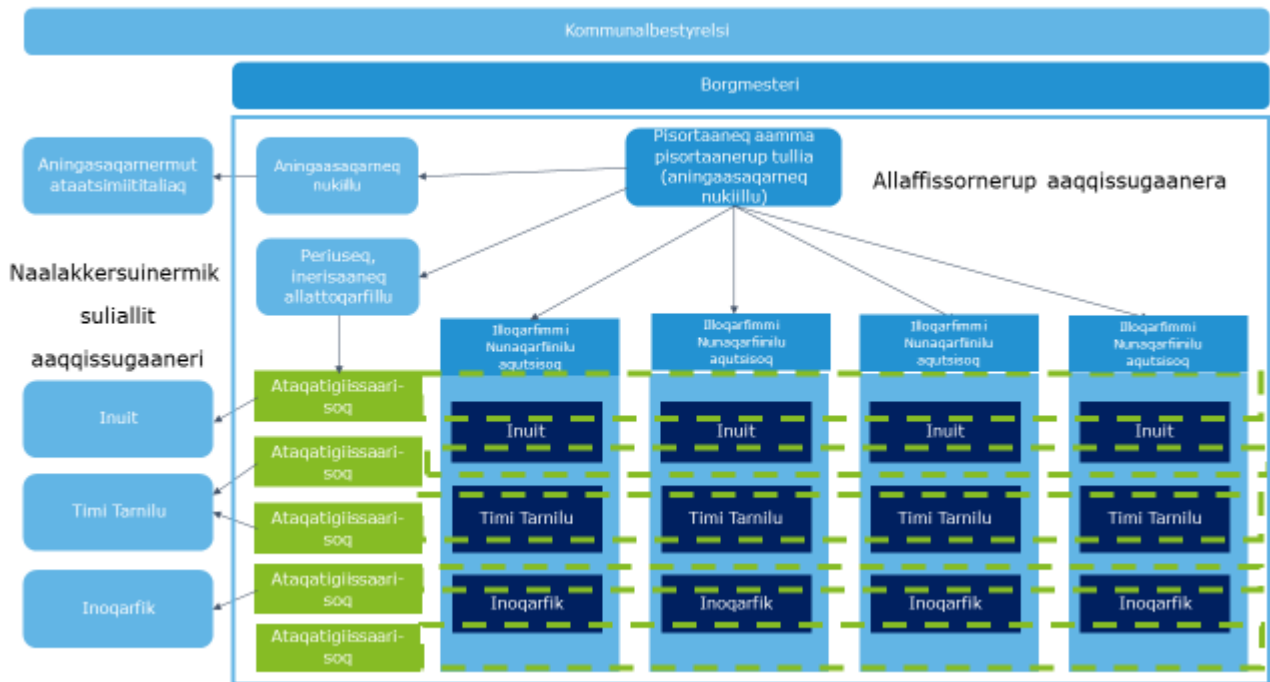 Kommunalbestyrelsi
Borgmesteri
Aningasaqarnermut
ataatsimiititaliaq
Aningaasaqarneq
nukiillu
Pisortaaneq aamma
pisortaanerup tullia
(aningaasaqarneq
nukiillu)
Allaffissornerup aaqqissugaanera
Periuseq,
inerisaaneq
allattoqarfillu
Naalakkersuinermik
suliallit
aaqqissugaaneri
Illoqarfimmi
Nunaqarfiinilu
aqutsisoq
Illoqarfimmi
Nunaqarfiinilu
aqutsisoq
Illoqarfimmi
Nunaqarfiinilu
aqutsisoq
Illoqarfimmi
Nunaqarfiinilu
aqutsisoq
Inuit
Timi Tarnilu
Inoqarfik
Ataqatigiissaari-
soq
Ataqatigiissaari-
soq
Ataqatigiissaari-
soq
Ataqatigiissaari-
soq
Ataqatigiissaari-
soq
Inuit
Inuit
Inuit
Inuit
Timi Tarnilu
Timi Tarnilu
Timi Tarnilu
Timi Tarnilu
Inoqarfik
Inoqarfik
Inoqarfik
Inoqarfik